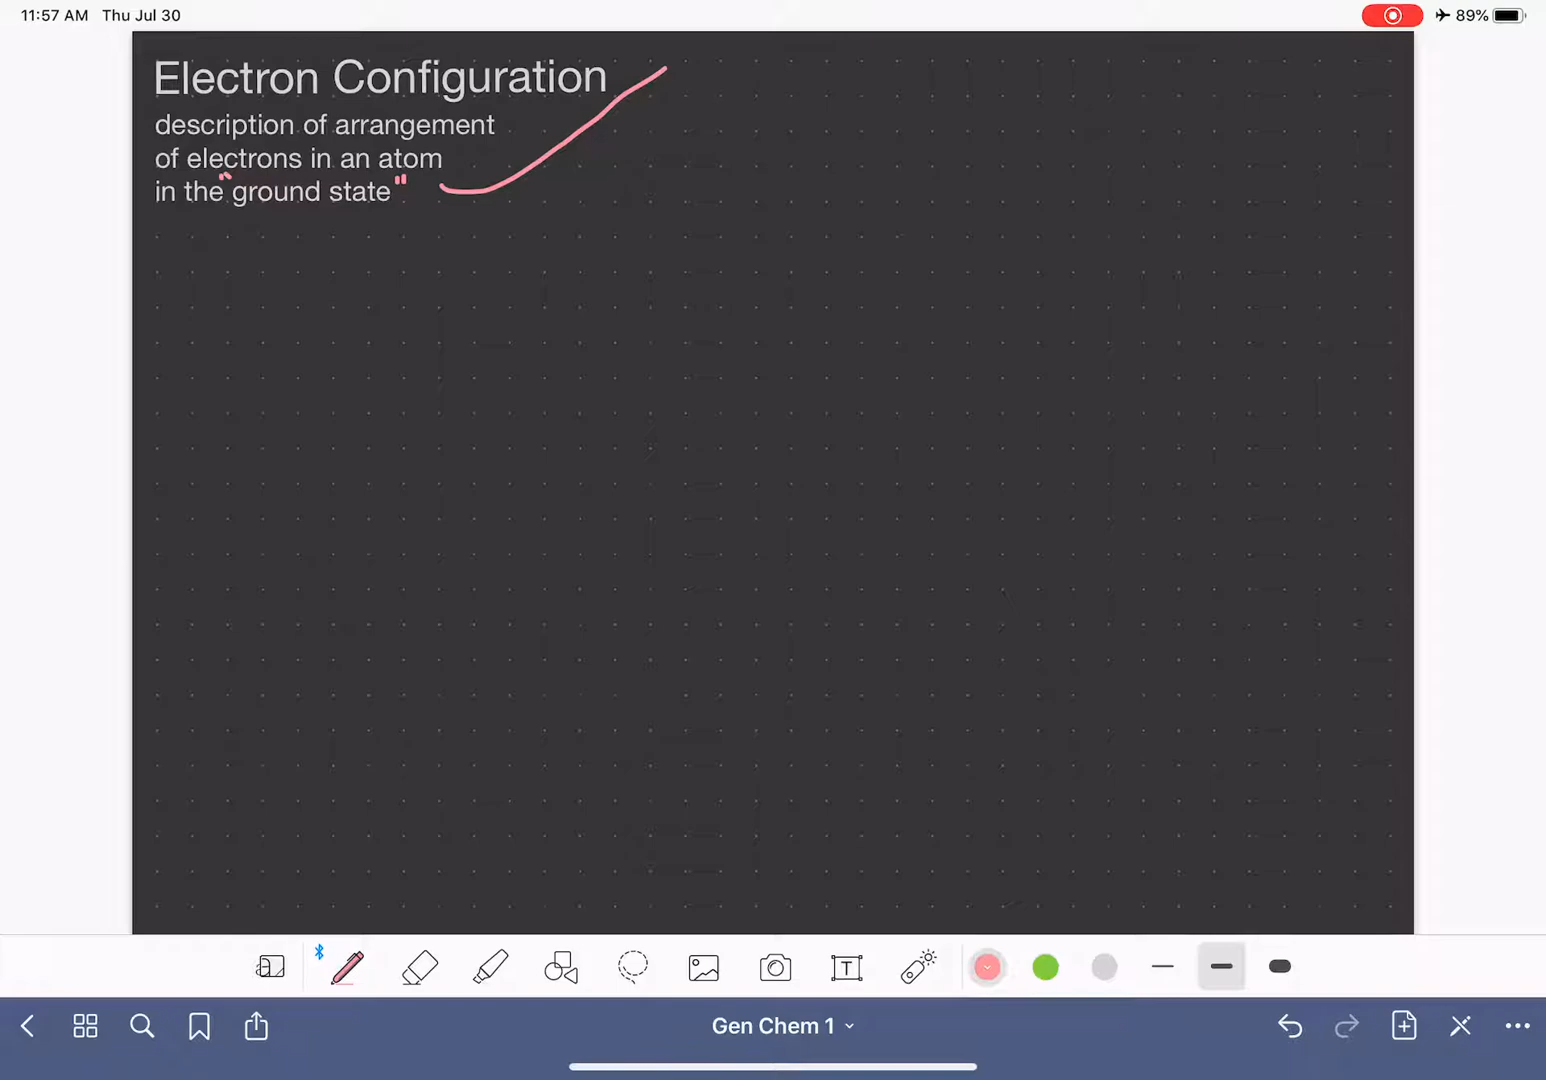 11:57 AM Thu Jul 30
89%
Electron Configuration
description of arrangement
of electrons in an atom
in the "ground state"
T
Gen Chem 1